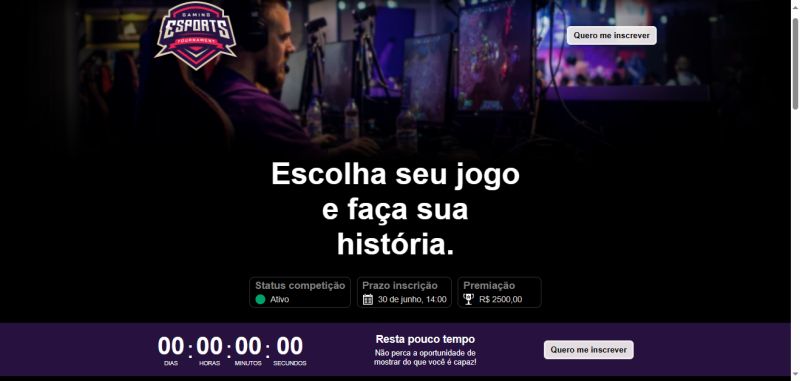 GAMING
ESPORTS
TOURNAMENT
Quero me inscrever
Escolha seu jogo
e faça sua
história.
Status competição
Ativo
Prazo inscrição
30 de junho, 14:00
Premiação
R$ 2500,00
00 : 00 : 00 : 00
DIAS HORAS MINUTOS SECUNDOS
Resta pouco tempo
Não perca a oportunidade de
mostrar do que você é capaz!
Quero me inscrever